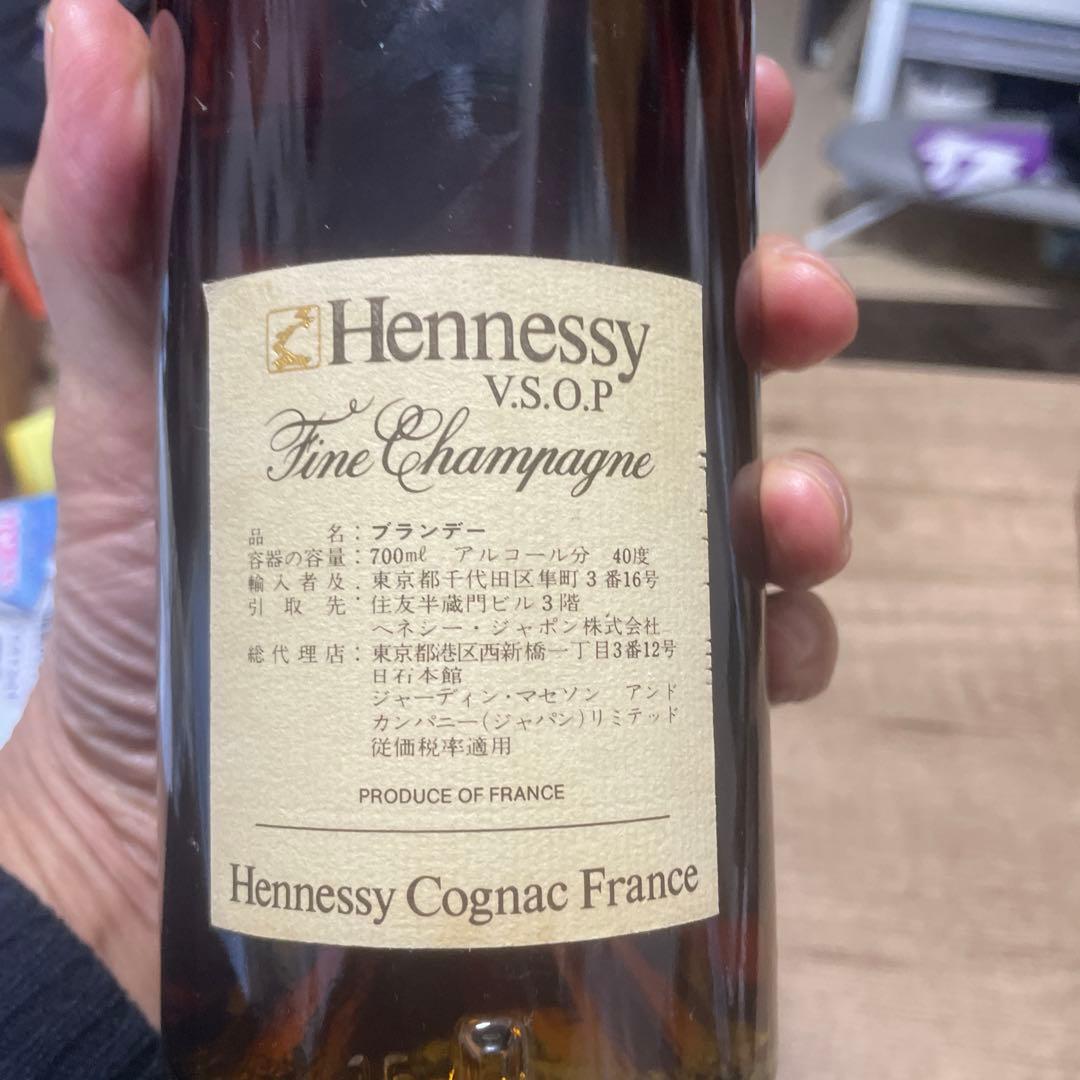 Hennessy
V.S.O.P
Fine Champagne
品名：ブランデー
容器の容量：700mℓ アルコール分 40度
輸入者及．東京都千代田区隼町3番16号
引取先：住友半蔵門ビル3階
ヘネシー・ジャポン株式会社
総代理店：東京都港区西新橋一丁目3番12号
日石本館
ジャーディン・マセソン アンド
カンパニー(ジャパン)リミテッド
従価税率適用
PRODUCE OF FRANCE
Hennessy Cognac France